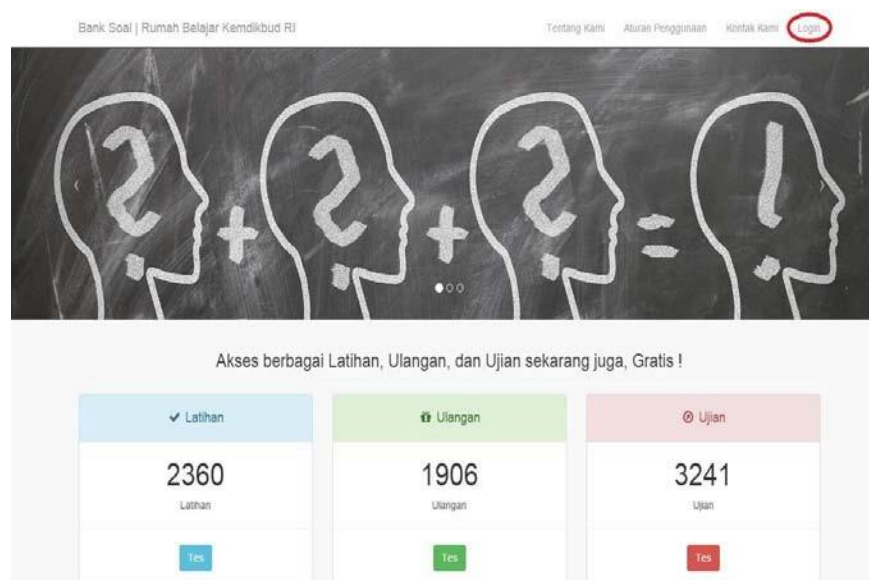 Bank Soal | Rumah Belajar Kemdikbud RI
Tentang Kami Aturan Penggunaan Kontak Kami Login
? + ? + ? = !
Akses berbagai Latihan, Ulangan, dan Ujian sekarang juga, Gratis !
Latihan Ulangan Ujian
2360 1906 3241
Latihan Ulangan Ujian
Tes Tes Tes